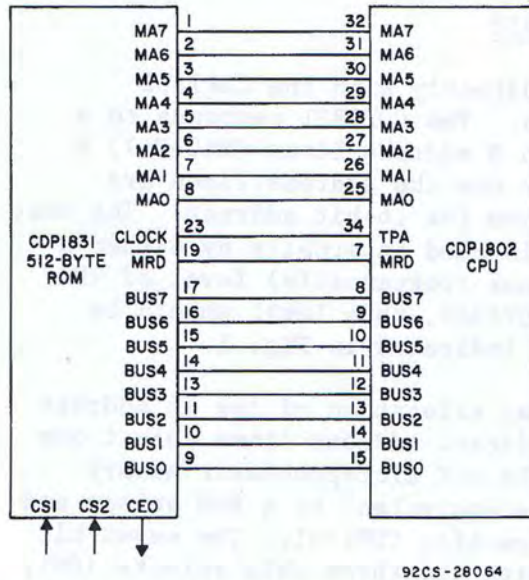 1 32
MA7 MA7
2 31
MA6 MA6
3 30
MA5 MA5
4 29
MA4 MA4
5 28
MA3 MA3
6 27
MA2 MA2
7 26
MA1 MA1
8 25
MA0 MA0
23 34
CDP1831 CLOCK TPA CDP1802
19 7
512-BYTE MRD MRD CPU
ROM
17 8
BUS7 BUS7
16 9
BUS6 BUS6
15 10
BUS5 BUS5
14 11
BUS4 BUS4
13 12
BUS3 BUS3
11 13
BUS2 BUS2
10 14
BUS1 BUS1
9 15
BUS0 BUS0
CS1 CS2 CEO
92CS-28064